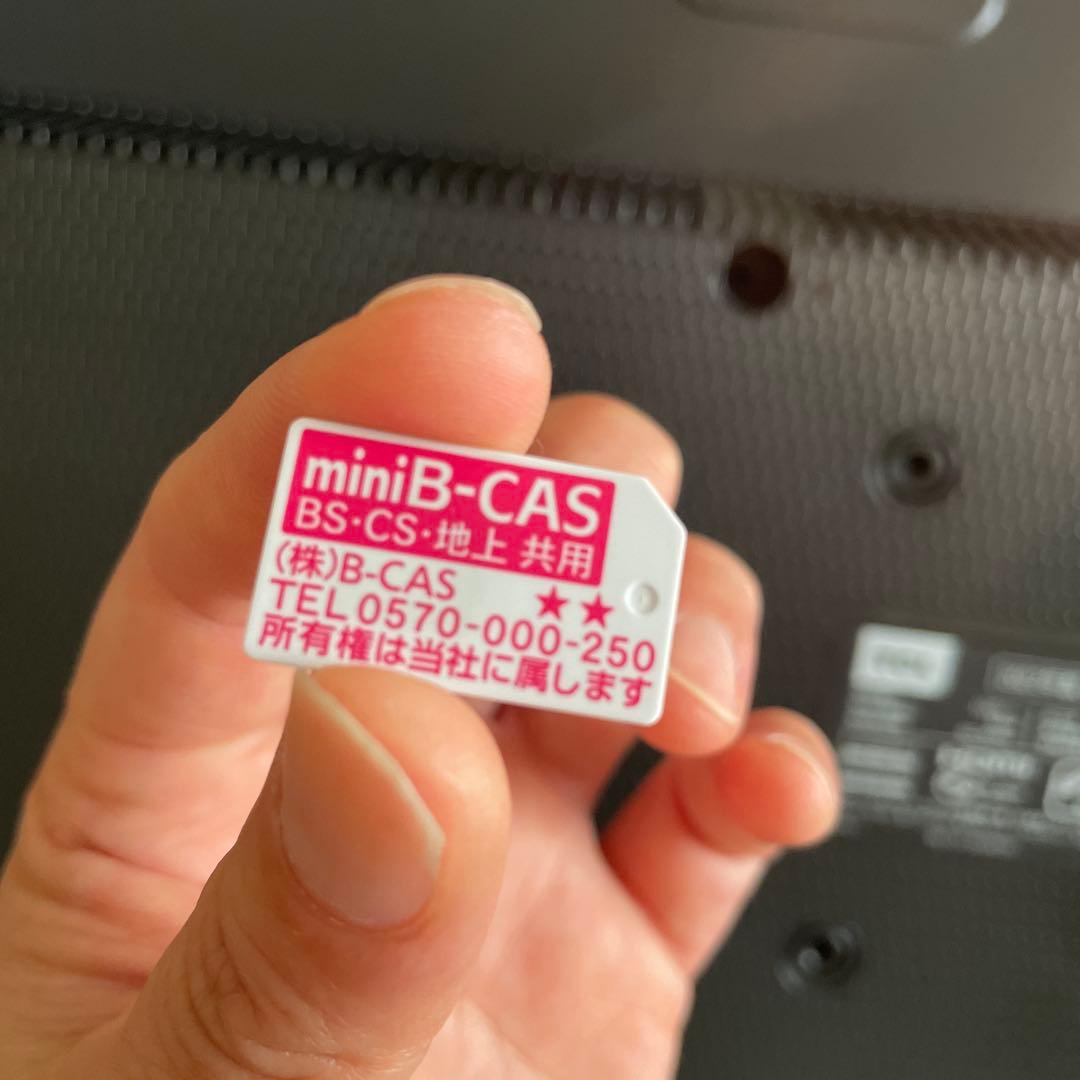 miniB-CAS
BS・CS・地上 共用
(株)B-CAS ★★
TEL 0570-000-250
所有権は当社に属します